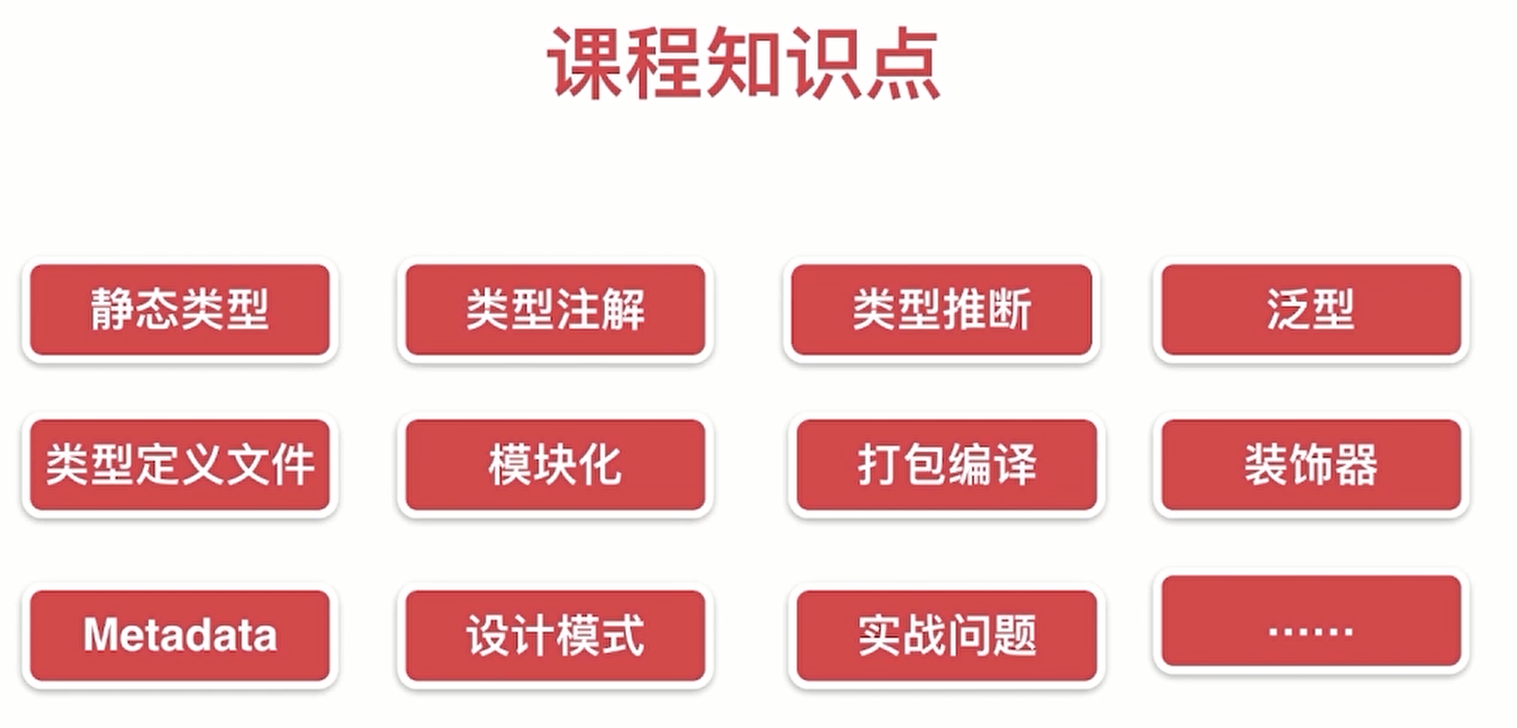 课程知识点
静态类型
类型注解
类型推断
泛型
类型定义文件
模块化
打包编译
装饰器
Metadata
设计模式
实战问题
......